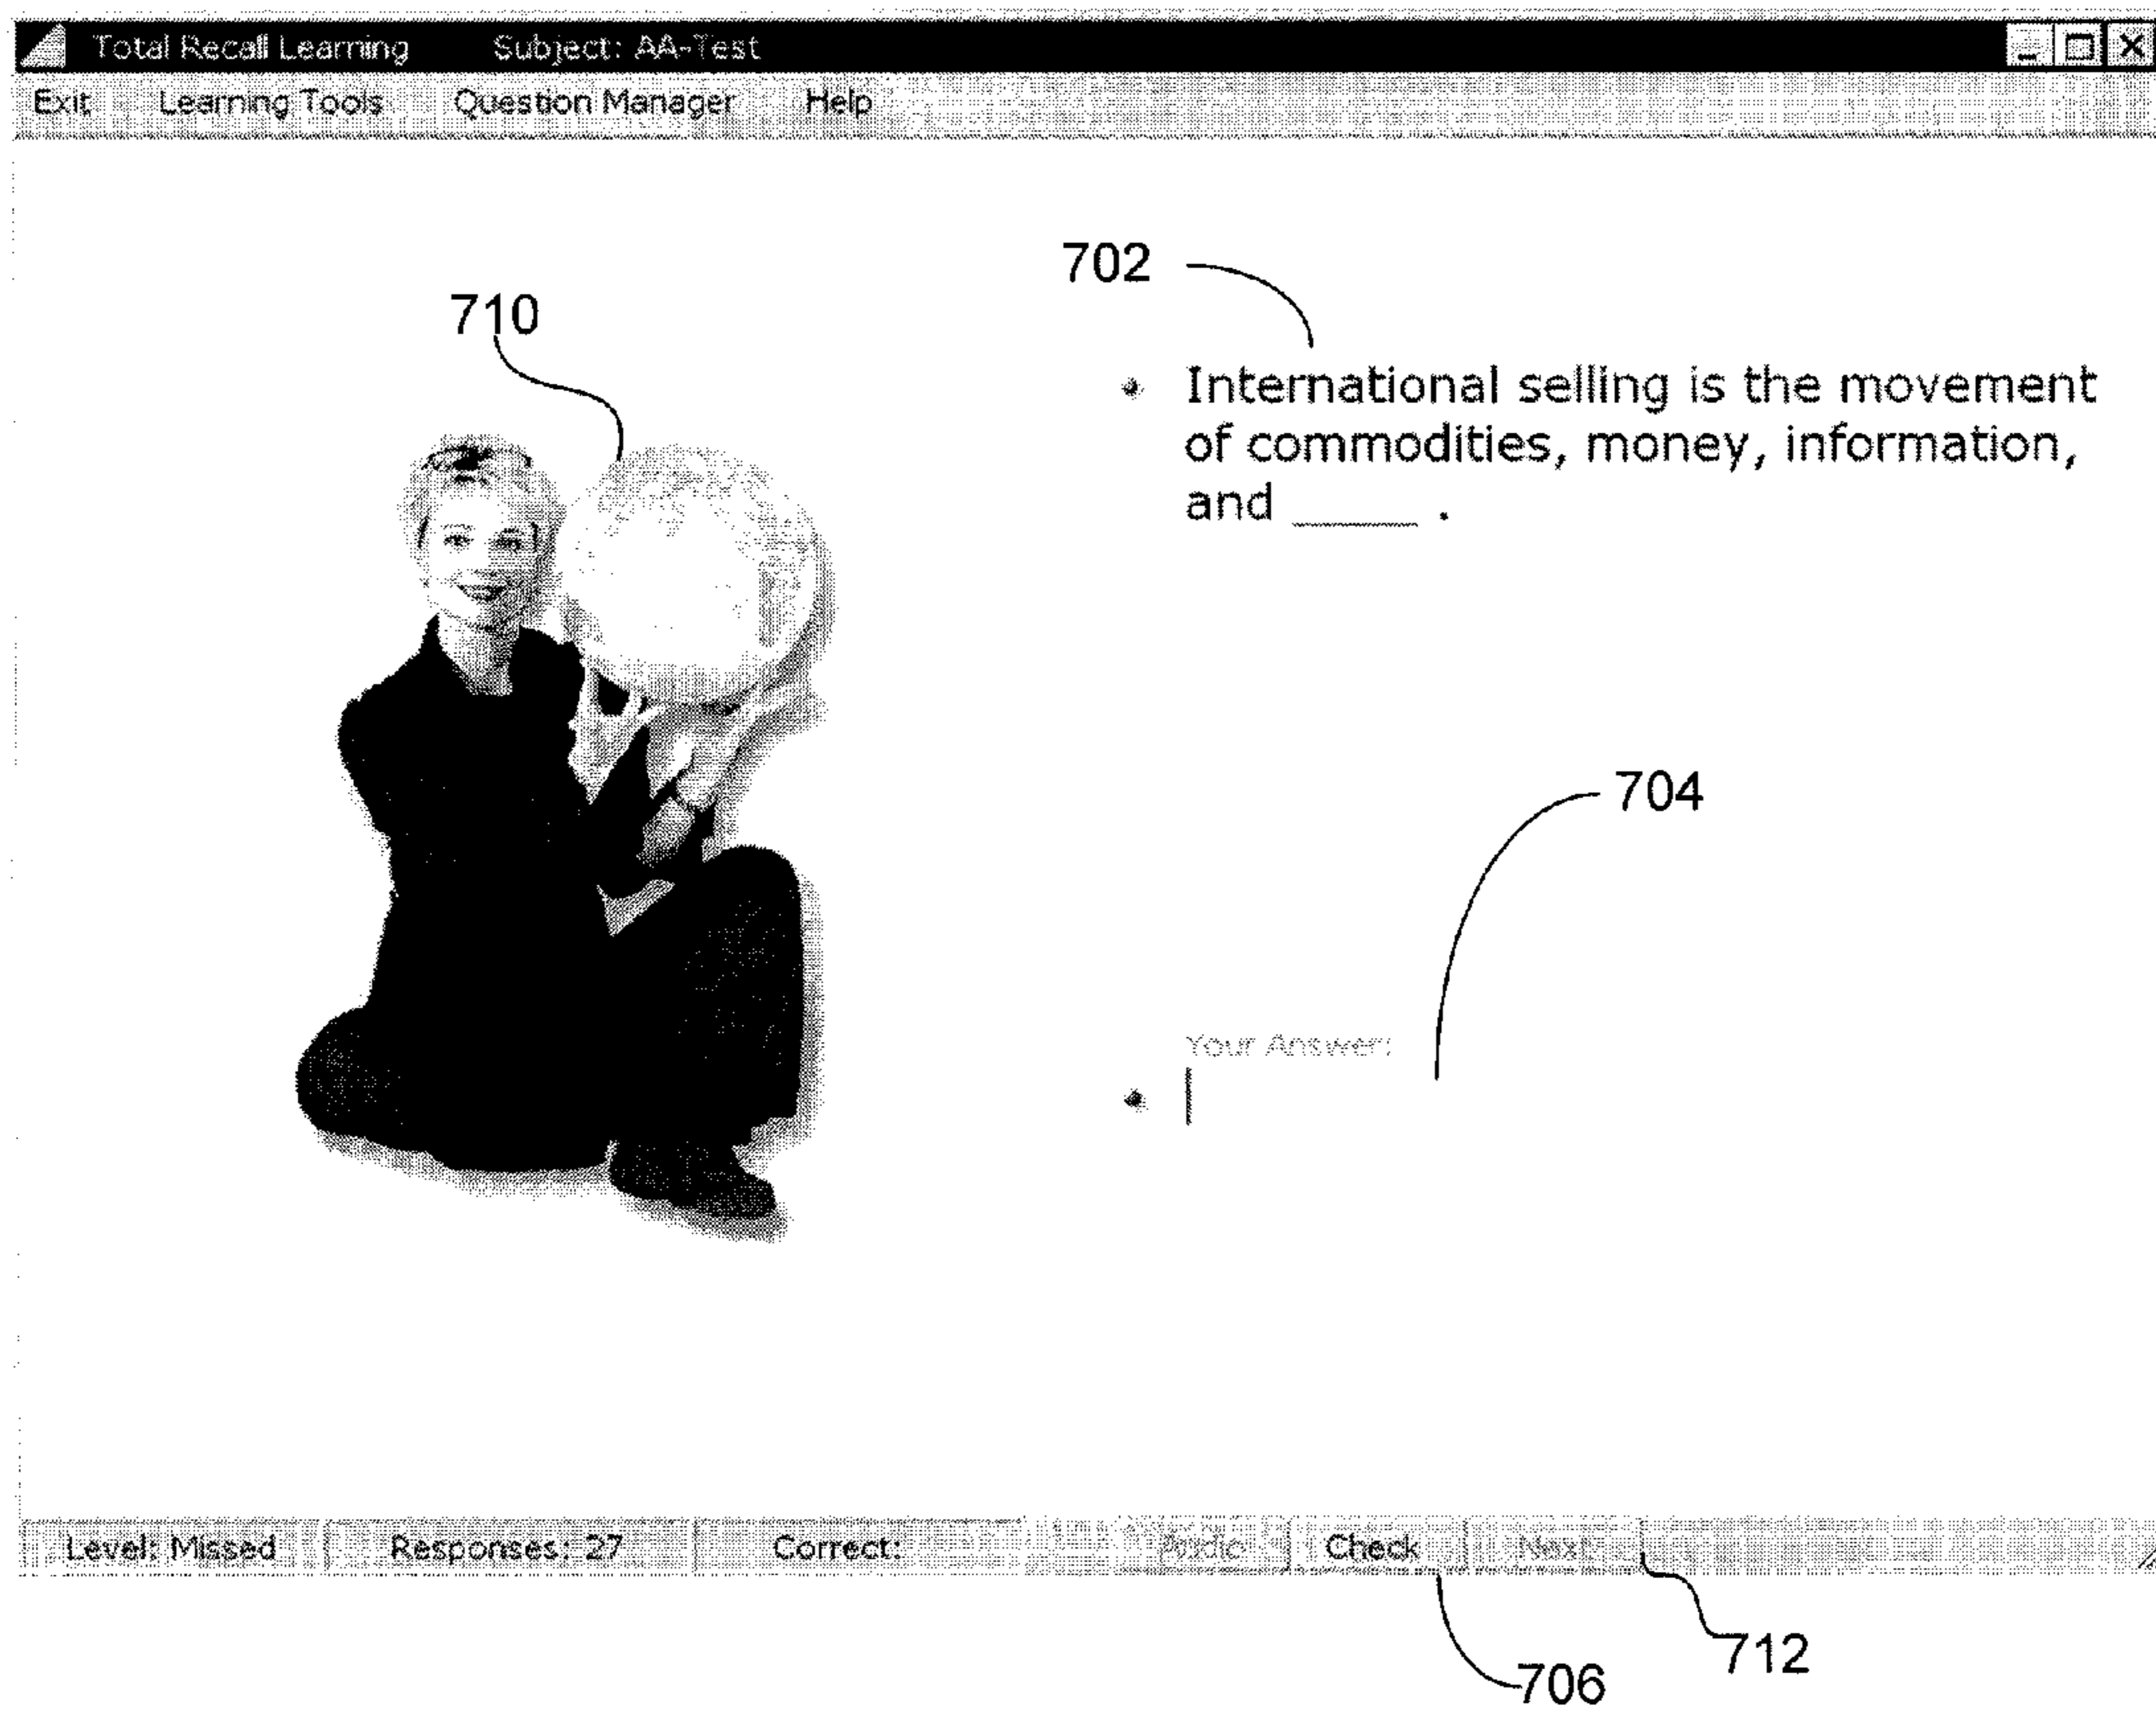 Total Recall Learning Subject: AA-Test
Exit Learning Tools Question Manager Help
702
710
• International selling is the movement
of commodities, money, information,
and _____ .
704
Your Answer:
Level: Missed Responses: 27 Correct: Audio Check Next
712
706